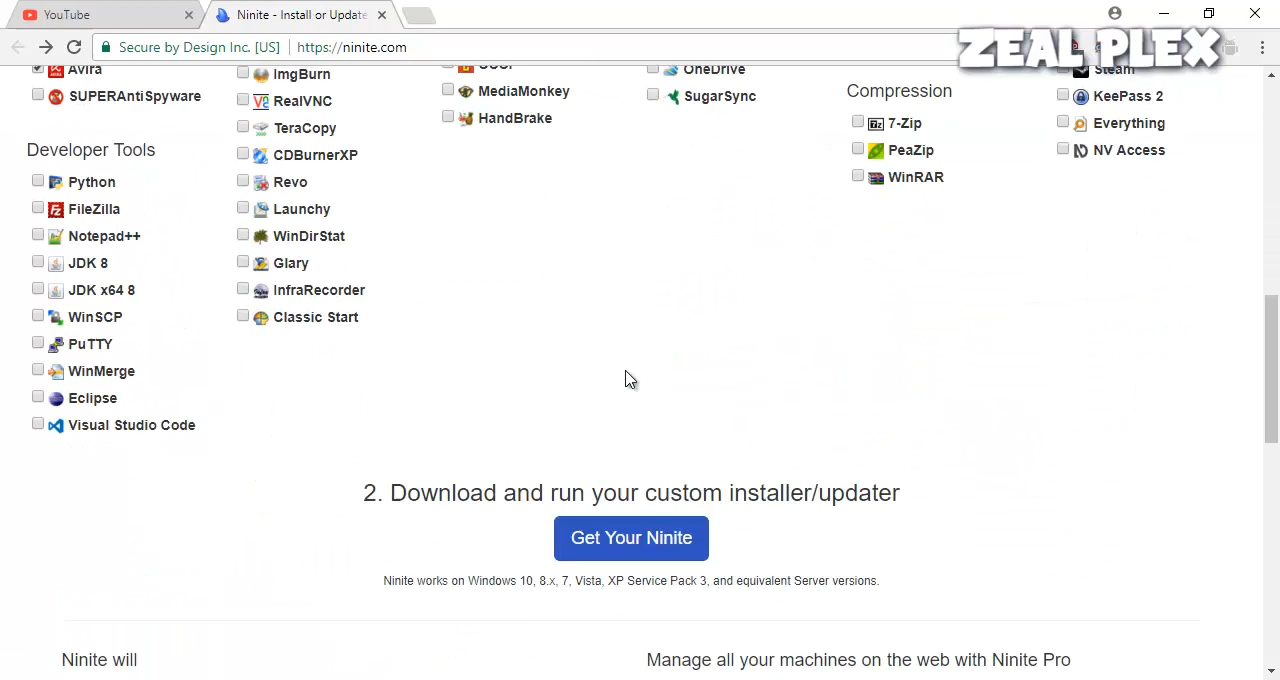 YouTube
Ninite - Install or Update
ZEAL PLEX
Secure by Design Inc. [US]
https://ninite.com
Avira
SUPERAntiSpyware
Developer Tools
Python
FileZilla
Notepad++
JDK 8
JDK x64 8
WinSCP
PuTTY
WinMerge
Eclipse
Visual Studio Code
ImgBurn
RealVNC
TeraCopy
CDBurnerXP
Revo
Launchy
WinDirStat
Glary
InfraRecorder
Classic Start
MediaMonkey
HandBrake
OneDrive
SugarSync
Compression
7-Zip
PeaZip
WinRAR
Steam
KeePass 2
Everything
NV Access
2. Download and run your custom installer/updater
Get Your Ninite
Ninite works on Windows 10, 8.x, 7, Vista, XP Service Pack 3, and equivalent Server versions.
Ninite will
Manage all your machines on the web with Ninite Pro